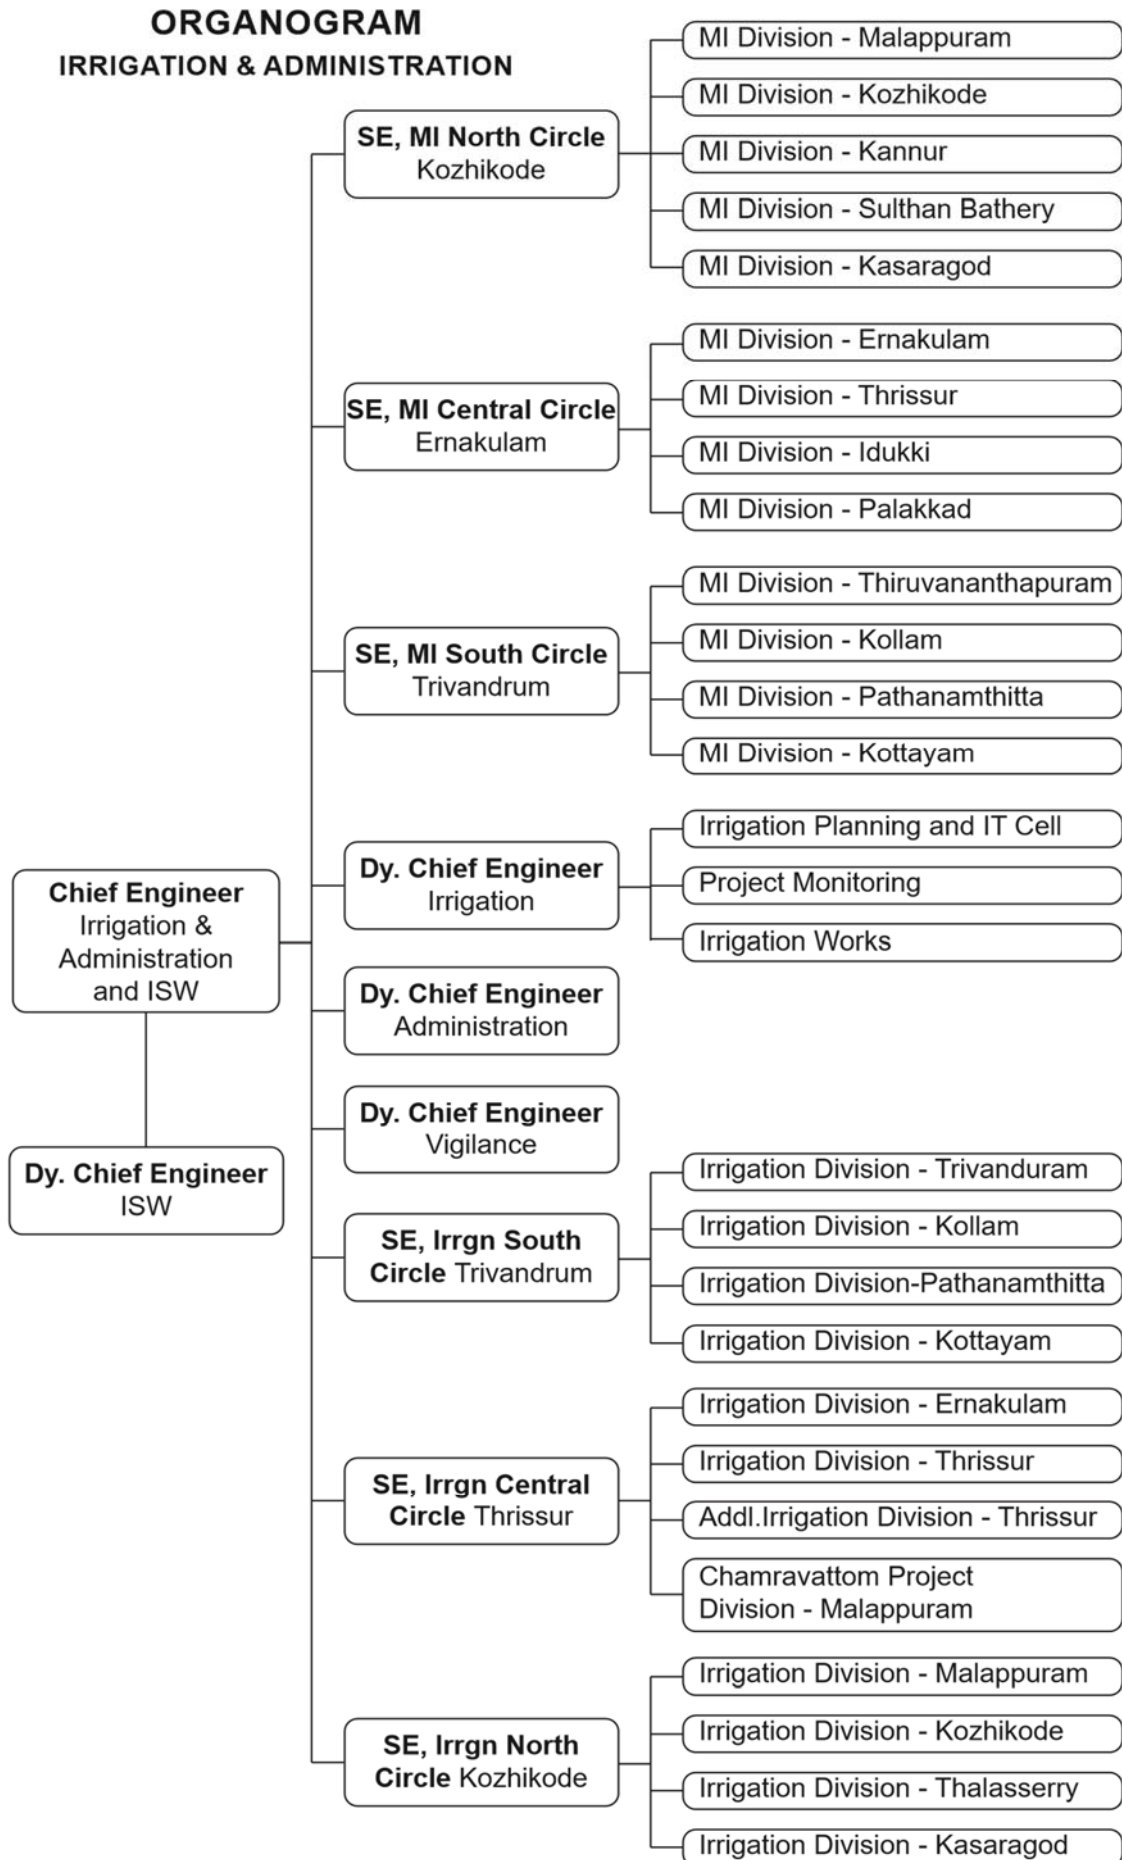 ORGANOGRAM
IRRIGATION & ADMINISTRATION
Chief Engineer
Irrigation &
Administration
and ISW
Dy. Chief Engineer
ISW
SE, MI North Circle
Kozhikode
MI Division - Malappuram
MI Division - Kozhikode
MI Division - Kannur
MI Division - Sulthan Bathery
MI Division - Kasaragod
SE, MI Central Circle
Ernakulam
MI Division - Ernakulam
MI Division - Thrissur
MI Division - Idukki
MI Division - Palakkad
SE, MI South Circle
Trivandrum
MI Division - Thiruvananthapuram
MI Division - Kollam
MI Division - Pathanamthitta
MI Division - Kottayam
Dy. Chief Engineer
Irrigation
Irrigation Planning and IT Cell
Project Monitoring
Irrigation Works
Dy. Chief Engineer
Administration
Dy. Chief Engineer
Vigilance
SE, Irrgn South
Circle Trivandrum
Irrigation Division - Trivanduram
Irrigation Division - Kollam
Irrigation Division-Pathanamthitta
Irrigation Division - Kottayam
SE, Irrgn Central
Circle Thrissur
Irrigation Division - Ernakulam
Irrigation Division - Thrissur
Addl.Irrigation Division - Thrissur
Chamravattom Project
Division - Malappuram
SE, Irrgn North
Circle Kozhikode
Irrigation Division - Malappuram
Irrigation Division - Kozhikode
Irrigation Division - Thalasserry
Irrigation Division - Kasaragod